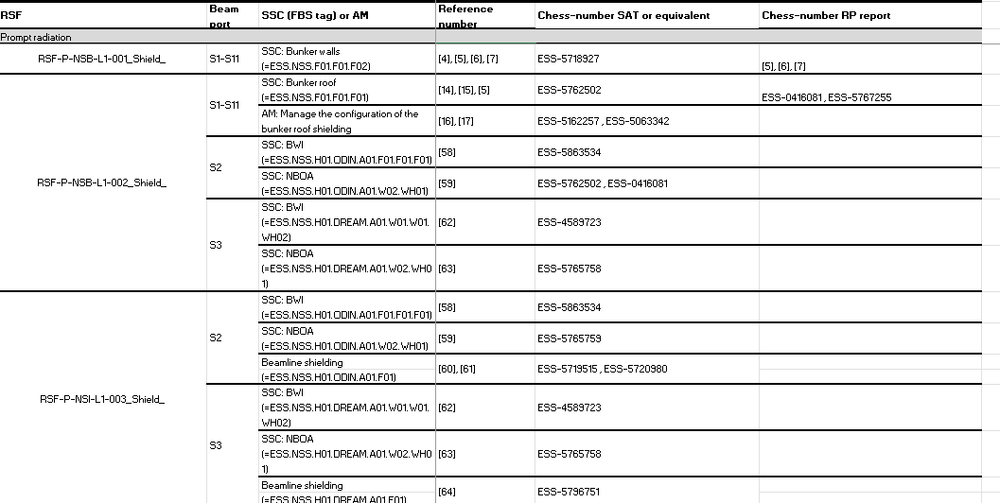 RSF Beam port SSC (FBS tag) or AM Reference number Chess-number SAT or equivalent Chess-number RP report
Prompt radiation
RSF-P-NSB-L1-001_Shield_ S1-S11 SSC: Bunker walls (=ESS.NSS.F01.F01.F02) [4], [5], [6], [7] ESS-5718927 [5], [6], [7]
RSF-P-NSB-L1-002_Shield_ S1-S11 SSC: Bunker roof (=ESS.NSS.F01.F01.F01) [14], [15], [5] ESS-5762502 ESS-0416081, ESS-5767255
AM: Manage the configuration of the bunker roof shielding [16], [17] ESS-5162257 , ESS-5063342
S2 SSC: BWI (=ESS.NSS.H01.ODIN.A01.F01.F01.F01) [58] ESS-5863534
SSC: NBOA (=ESS.NSS.H01.ODIN.A01.W02.WH01) [59] ESS-5762502 , ESS-0416081
S3 SSC: BWI (=ESS.NSS.H01.DREAM.A01.W01.W01.WH02) [62] ESS-4589723
SSC: NBOA (=ESS.NSS.H01.DREAM.A01.W02.WH01) [63] ESS-5765758
RSF-P-NSI-L1-003_Shield_ S2 SSC: BWI (=ESS.NSS.H01.ODIN.A01.F01.F01.F01) [58] ESS-5863534
SSC: NBOA (=ESS.NSS.H01.ODIN.A01.W02.WH01) [59] ESS-5765759
Beamline shielding (=ESS.NSS.H01.ODIN.A01.F01) [60], [61] ESS-5719515 , ESS-5720980
S3 SSC: BWI (=ESS.NSS.H01.DREAM.A01.W01.W01.WH02) [62] ESS-4589723
SSC: NBOA (=ESS.NSS.H01.DREAM.A01.W02.WH01) [63] ESS-5765758
Beamline shielding (=ESS.NSS.H01.DREAM.A01.F01) [64] ESS-5796751